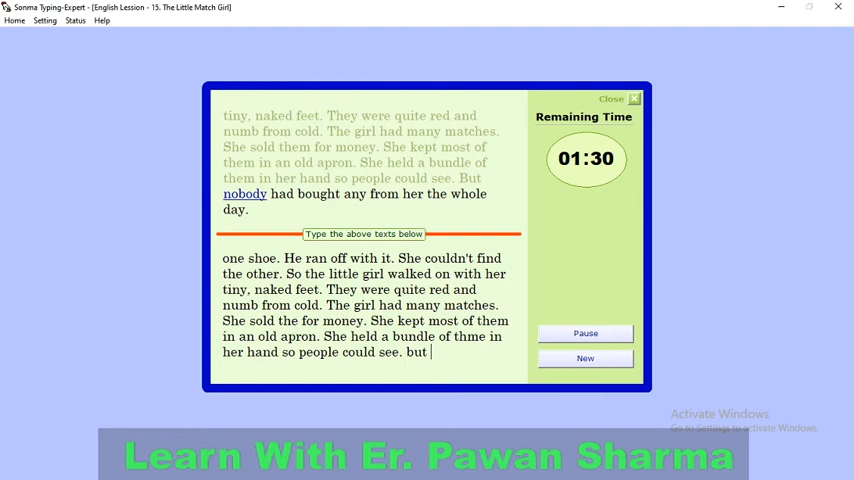 Sonma Typing-Expert - [English Lession - 15. The Little Match Girl]
Home Setting Status Help
Close
tiny, naked feet. They were quite red and
numb from cold. The girl had many matches.
She sold them for money. She kept most of
them in an old apron. She held a bundle of
them in her hand so people could see. But
nobody had bought any from her the whole
day.
Remaining Time
01:30
Type the above texts below
one shoe. He ran off with it. She couldn't find
the other. So the little girl walked on with her
tiny, naked feet. They were quite red and
numb from cold. The girl had many matches.
She sold the for money. She kept most of them
in an old apron. She held a bundle of thme in
her hand so people could see. but
Pause
New
Activate Windows
Go to Settings to activate Windows.
Learn With Er. Pawan Sharma